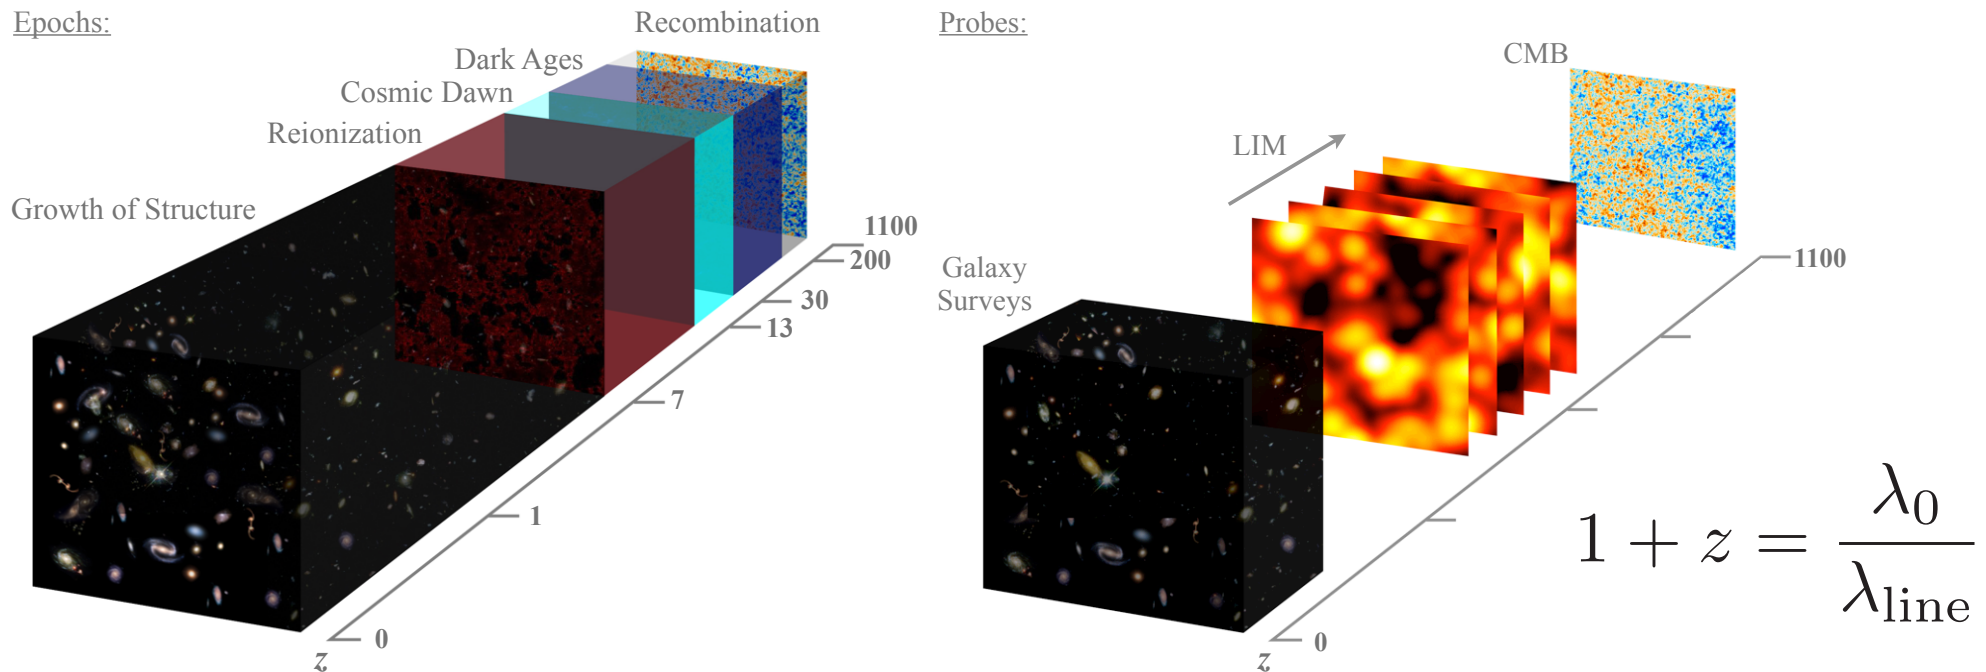 Epochs:
Recombination
Dark Ages
Cosmic Dawn
Reionization
Growth of Structure
1100
200
30
13
7
1
0
z
Probes:
CMB
LIM
Galaxy
Surveys
1100
0
z
1 + z = λ₀ / λ_line